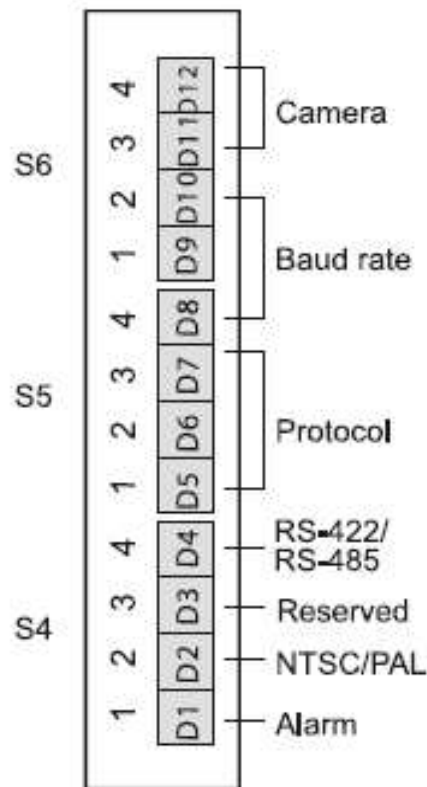 4 D12
Camera
3 D11
S6
2 D10
Baud rate
1 D9
4 D8
3 D7
S5
2 D6
Protocol
1 D5
4 D4
RS-422/
RS-485
3 D3
Reserved
S4
2 D2
NTSC/PAL
1 D1
Alarm